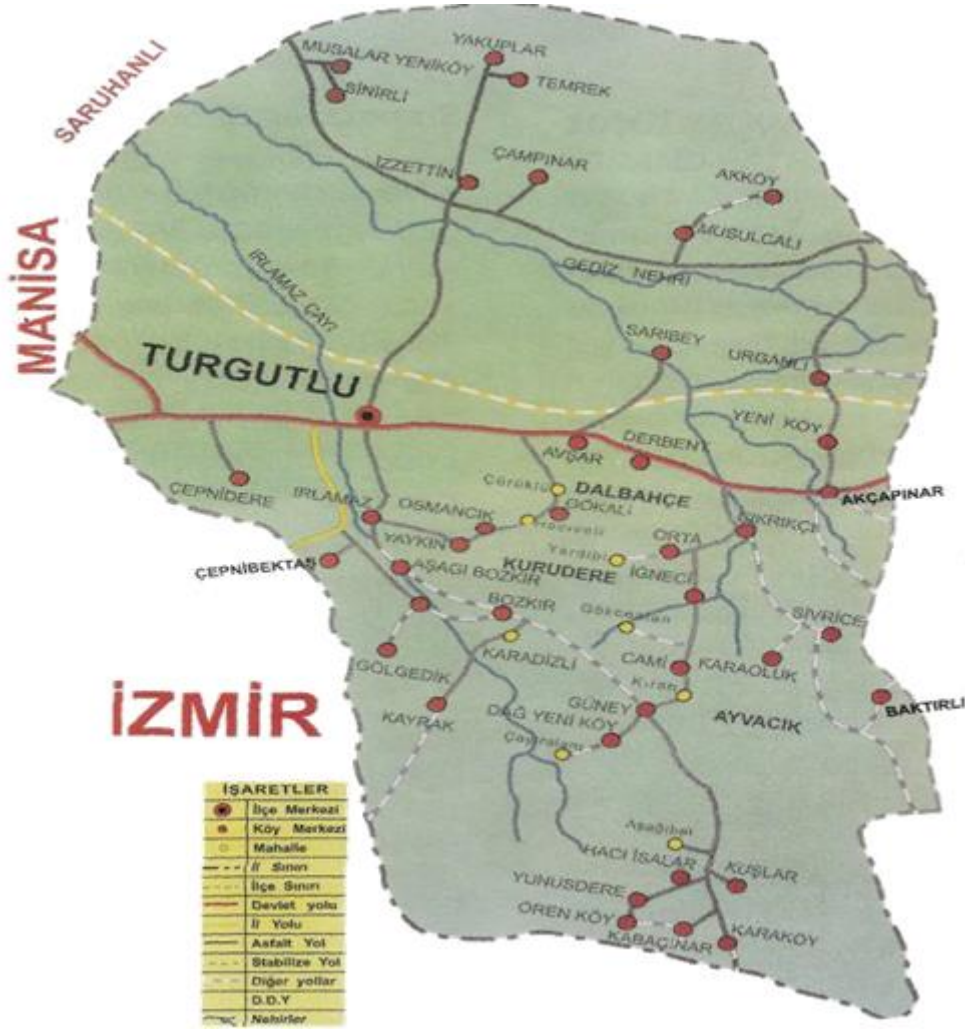 SARUHANLI
MANİSA
İZMİR
MUSALAR YENİKÖY
YAKUPLAR
SİNİRLİ
TEMREK
İZZETTİN
ÇAMPINAR
AKKÖY
MUSULCALI
GEDİZ NEHRİ
IRLAMAZ ÇAYI
TURGUTLU
SARIBEY
URGANLI
YENİ KÖY
AVŞAR
DERBENT
AKÇAPINAR
ÇEPNİDERE
DALBAHÇE
GÖKALİ
IRLAMAZ
OSMANCIK
YAYKIN
ORTA
İĞNECİ
KURUDERE
ÇEPNİBEKTAŞ
AŞAGI BOZKIR
BOZKIR
SİVRİCE
KARADİZLİ
GÖLGEDİK
CAMİ
KARAOLUK
Kıran
KAYRAK
GÜNEY
DAĞ YENİ KÖY
AYVACIK
BAKTIRLI
HACI İSALAR
KUŞLAR
YUNUSDERE
ÖREN KÖY
KABAÇINAR
KARAKÖY
İŞARETLER
İlçe Merkezi
Köy Merkezi
Mahalle
İl Sınırı
İlçe Sınırı
Devlet yolu
İl Yolu
Asfalt Yol
Stabilize Yol
Diğer yollar
D.D.Y
Nehirler